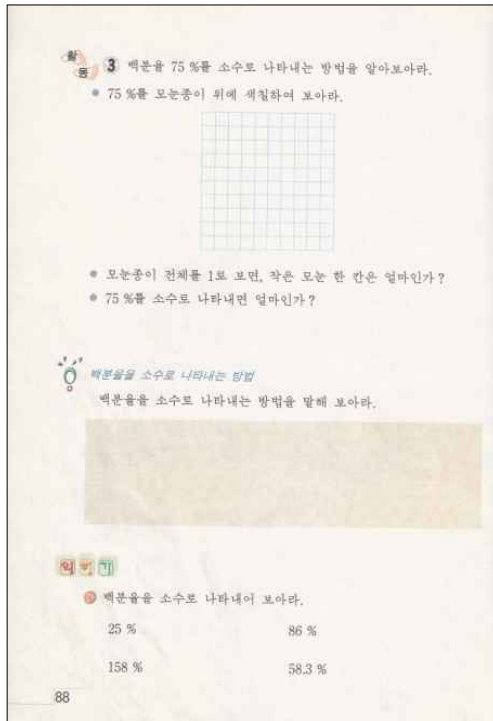 활동 3 백분율 75 %를 소수로 나타내는 방법을 알아보아라.
● 75 %를 모눈종이 위에 색칠하여 보아라.
● 모눈종이 전체를 1로 보면, 작은 모눈 한 칸은 얼마인가?
● 75 %를 소수로 나타내면 얼마인가?
백분율을 소수로 나타내는 방법
백분율을 소수로 나타내는 방법을 말해 보아라.
익히기
백분율을 소수로 나타내어 보아라.
25 % 86 %
158 % 58.3 %
88